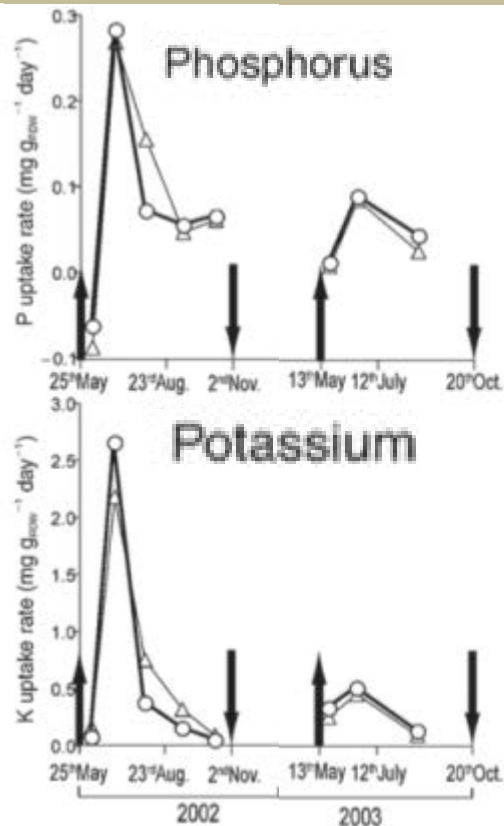 Phosphorus
P uptake rate (mg gRDW⁻¹ day⁻¹)
0.3
0.2
0.1
0.0
−0.1
25thMay
23rdAug.
2ndNov.
13thMay
12thJuly
20thOct.
Potassium
K uptake rate (mg gRDW⁻¹ day⁻¹)
3.0
2.5
2.0
1.5
1.0
0.5
0.0
25thMay
23rdAug.
2ndNov.
13thMay
12thJuly
20thOct.
2002
2003